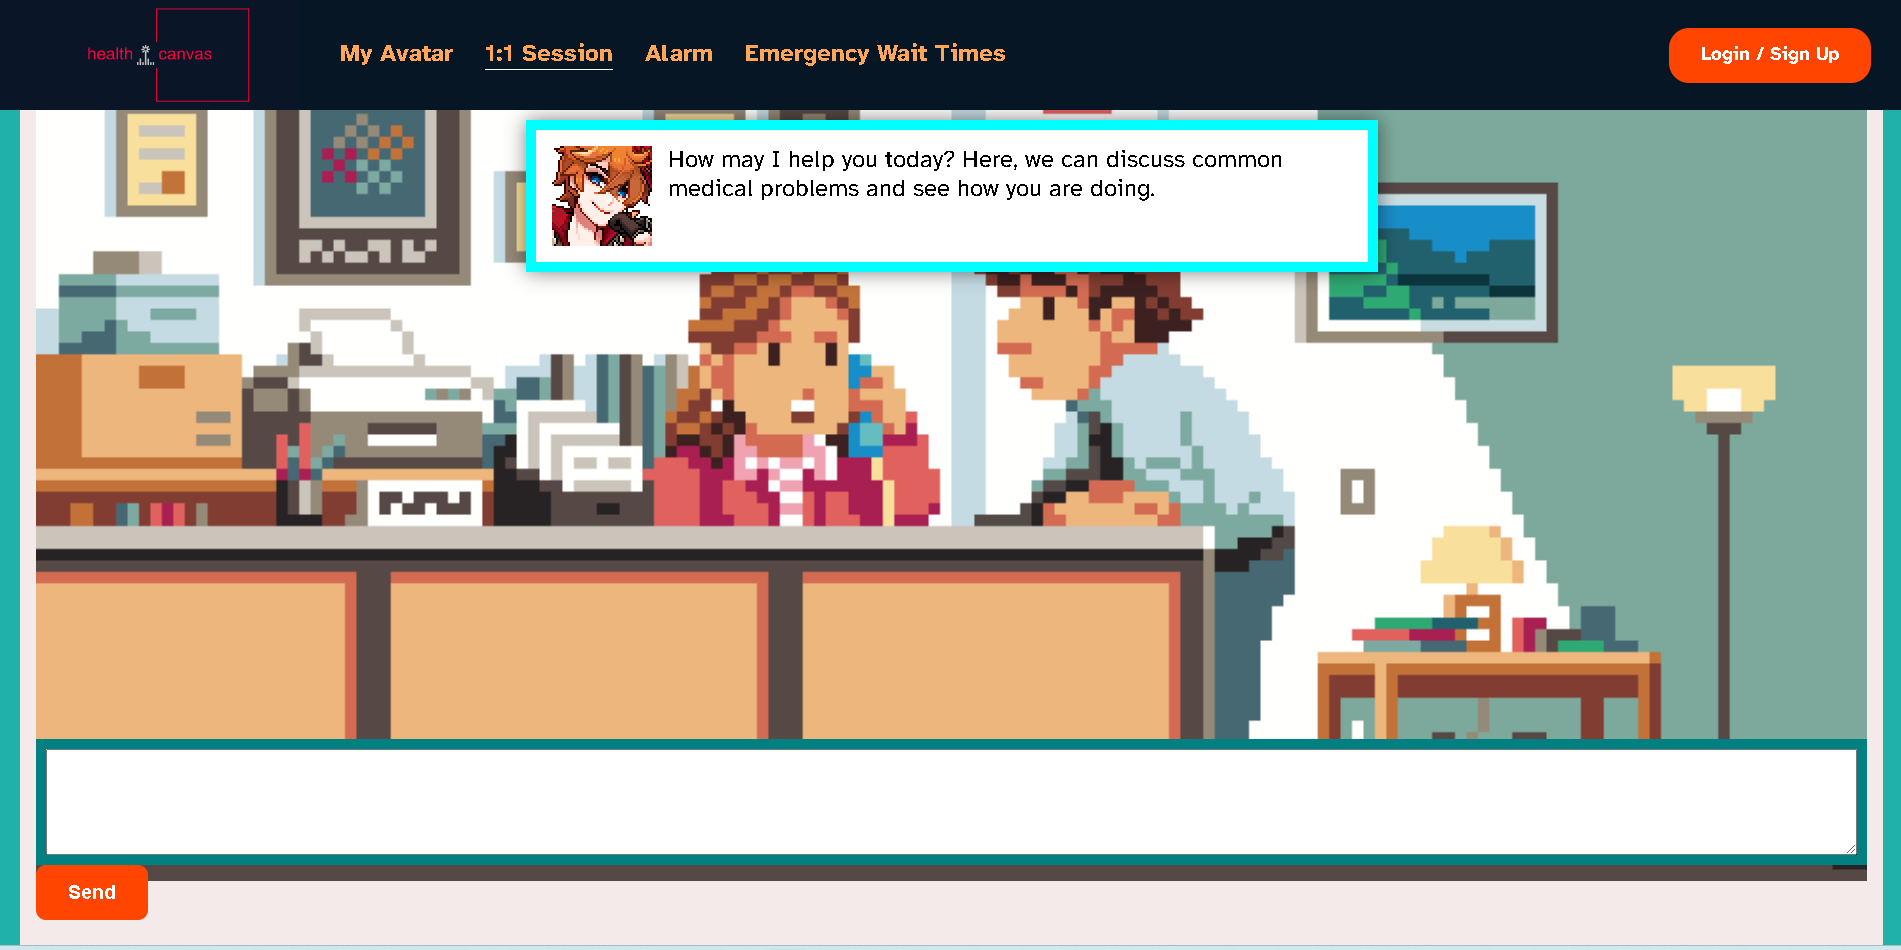 health canvas
My Avatar
1:1 Session
Alarm
Emergency Wait Times
Login / Sign Up
How may I help you today? Here, we can discuss common
medical problems and see how you are doing.
Send